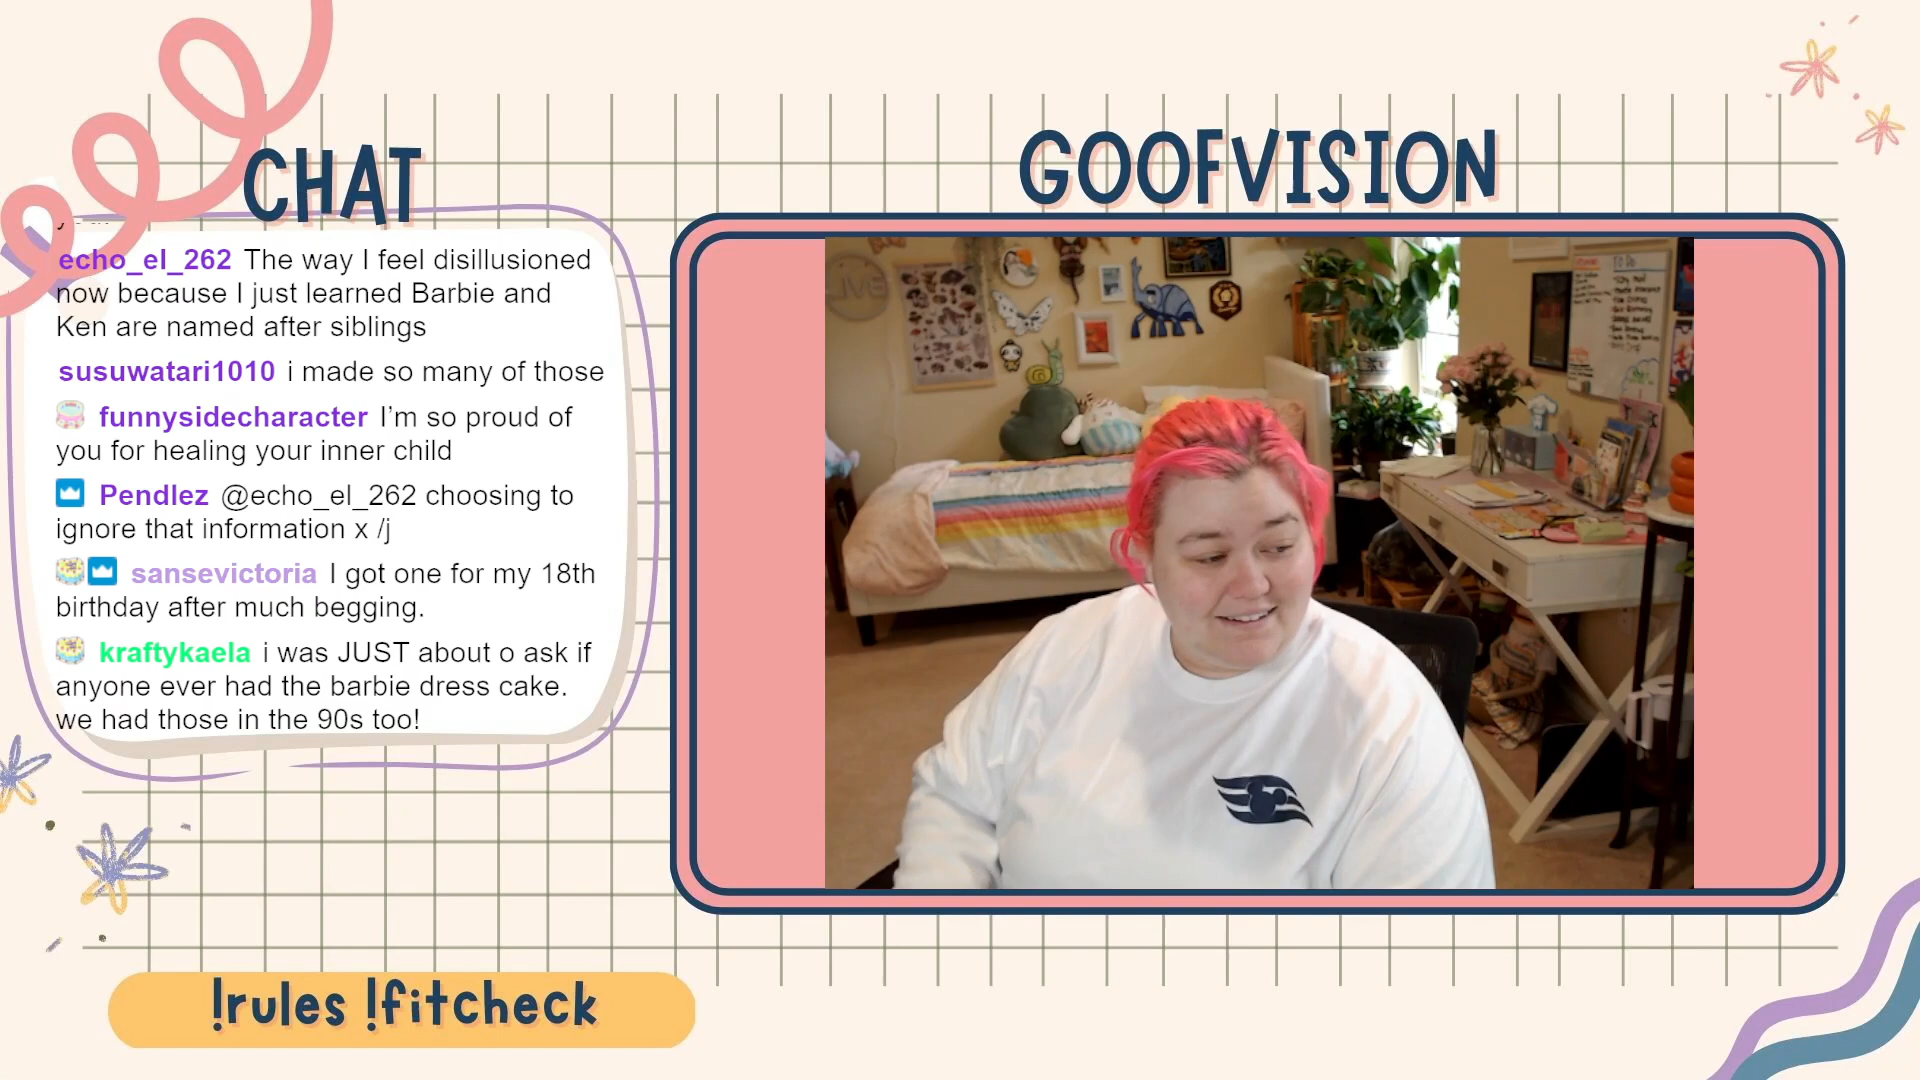 CHAT
GOOFVISION
echo_el_262 The way I feel disillusioned
now because I just learned Barbie and
Ken are named after siblings
susuwatari1010 i made so many of those
funnysidecharacter I’m so proud of
you for healing your inner child
Pendlez @echo_el_262 choosing to
ignore that information x /j
sansevictoria I got one for my 18th
birthday after much begging.
kraftykaela i was JUST about o ask if
anyone ever had the barbie dress cake.
we had those in the 90s too!
LIVE
TO DO
!rules !fitcheck